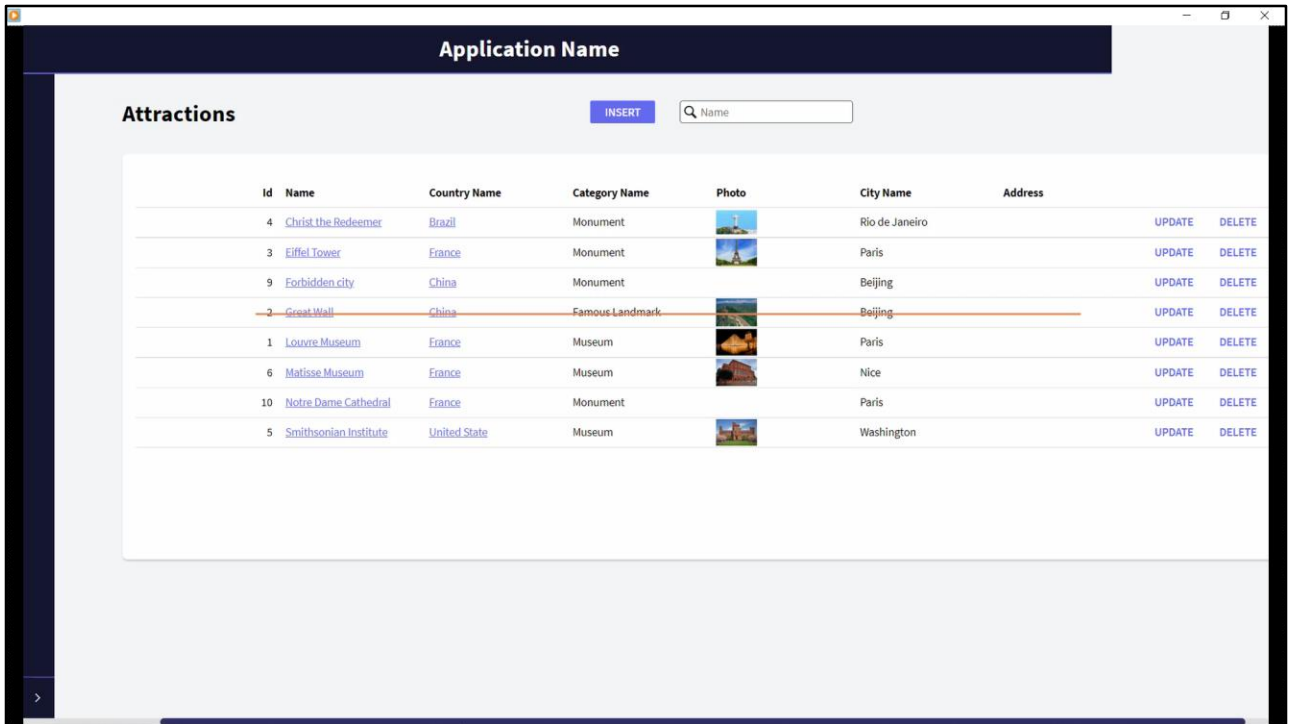 Application Name
Attractions INSERT Name
Id Name Country Name Category Name Photo City Name Address
4 Christ the Redeemer Brazil Monument Rio de Janeiro UPDATE DELETE
3 Eiffel Tower France Monument Paris UPDATE DELETE
9 Forbidden city China Monument Beijing UPDATE DELETE
2 Great Wall China Famous Landmark Beijing UPDATE DELETE
1 Louvre Museum France Museum Paris UPDATE DELETE
6 Matisse Museum France Museum Nice UPDATE DELETE
10 Notre Dame Cathedral France Monument Paris UPDATE DELETE
5 Smithsonian Institute United State Museum Washington UPDATE DELETE